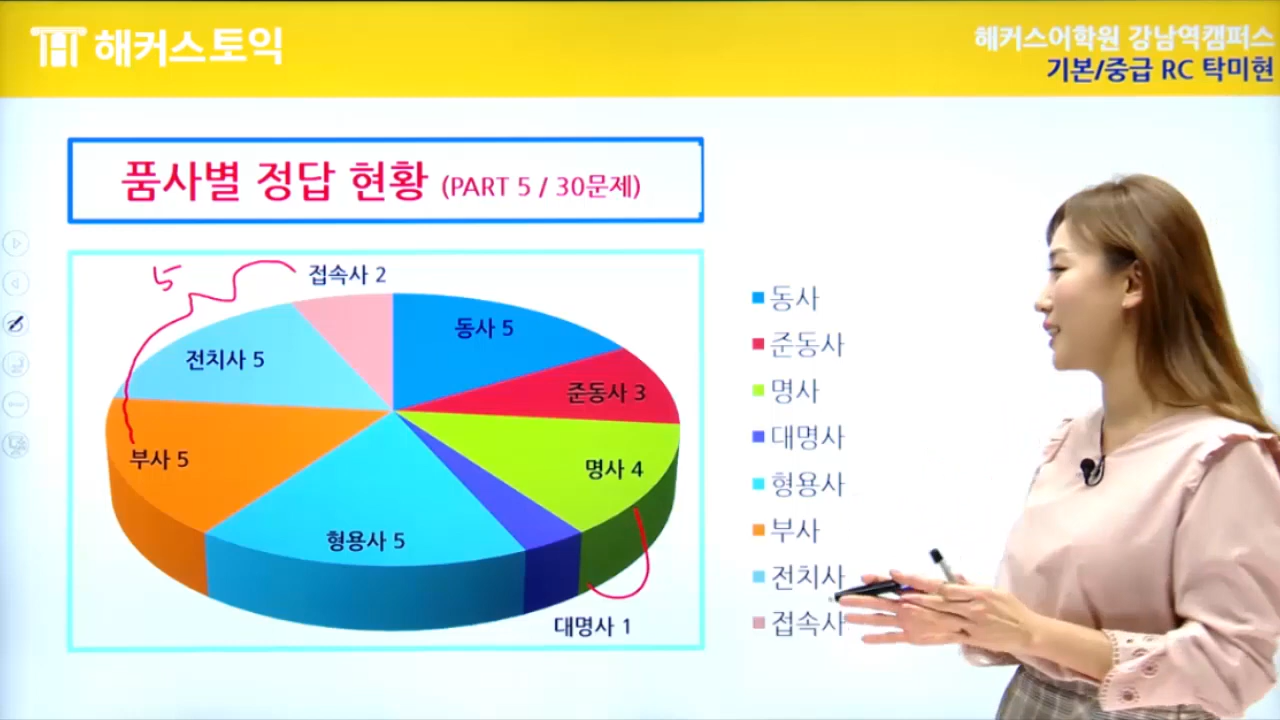 해커스토익
해커스어학원 강남역캠퍼스
기본/중급 RC 탁미현
품사별 정답 현황 (PART 5 / 30문제)
5
접속사 2
동사 5
전치사 5
준동사 3
부사 5
명사 4
형용사 5
대명사 1
동사
준동사
명사
대명사
형용사
부사
전치사
접속사